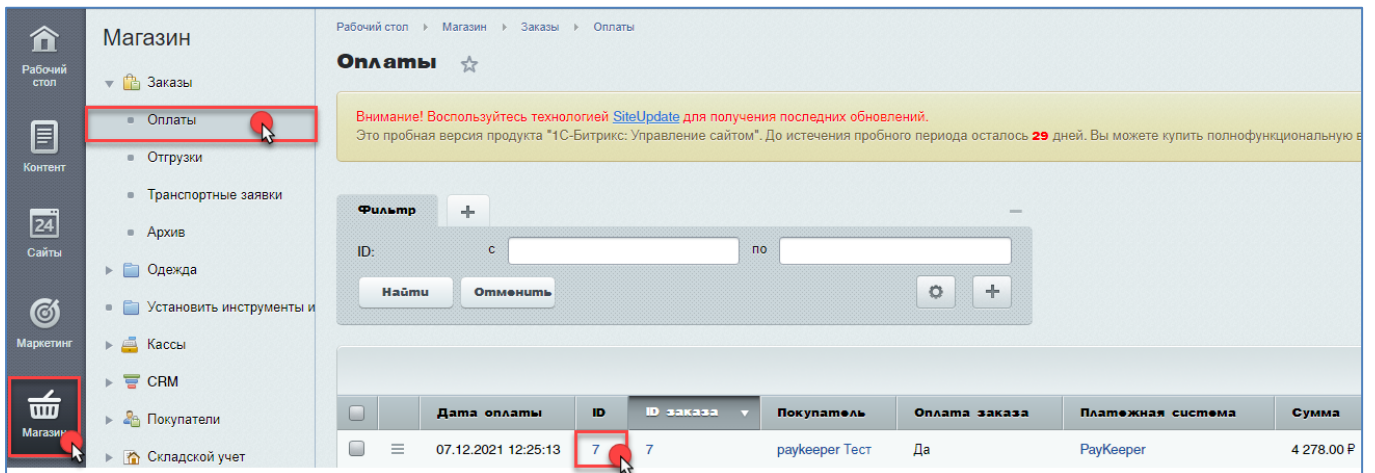 Рабочий
стол
Контент
24
Сайты
Маркетинг
Магазин
Магазин
Заказы
Оплаты
Отгрузки
Транспортные заявки
Архив
Одежда
Установить инструменты и
Кассы
CRM
Покупатели
Складской учет
Рабочий стол Магазин Заказы Оплаты
Оплаты
Внимание! Воспользуйтесь технологией SiteUpdate для получения последних обновлений.
Это пробная версия продукта "1С-Битрикс: Управление сайтом". До истечения пробного периода осталось 29 дней. Вы можете купить полнофункциональную в
Фильтр +
ID: с по
Найти Отменить
Дата оплаты ID ID заказа Покупатель Оплата заказа Платежная система Сумма
07.12.2021 12:25:13 7 7 paykeeper Тест Да PayKeeper 4 278.00 ₽